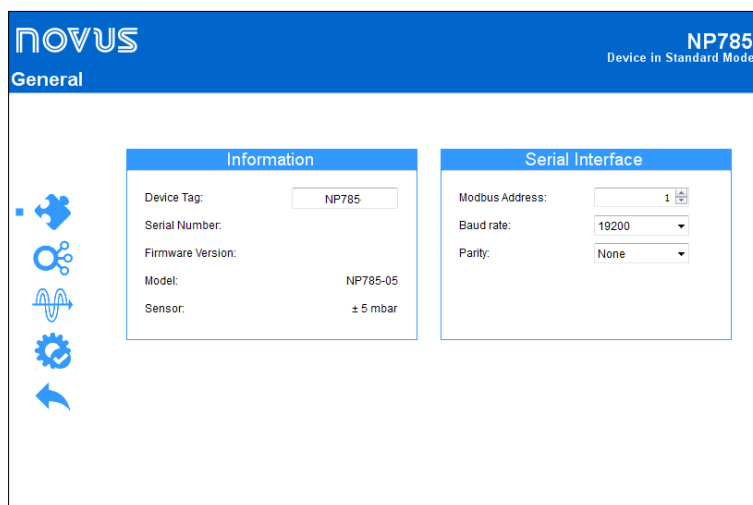 NOVUS
NP785
Device in Standard Mode
General
Information
Device Tag: NP785
Serial Number:
Firmware Version:
Model: NP785-05
Sensor: ± 5 mbar
Serial Interface
Modbus Address: 1
Baud rate: 19200
Parity: None